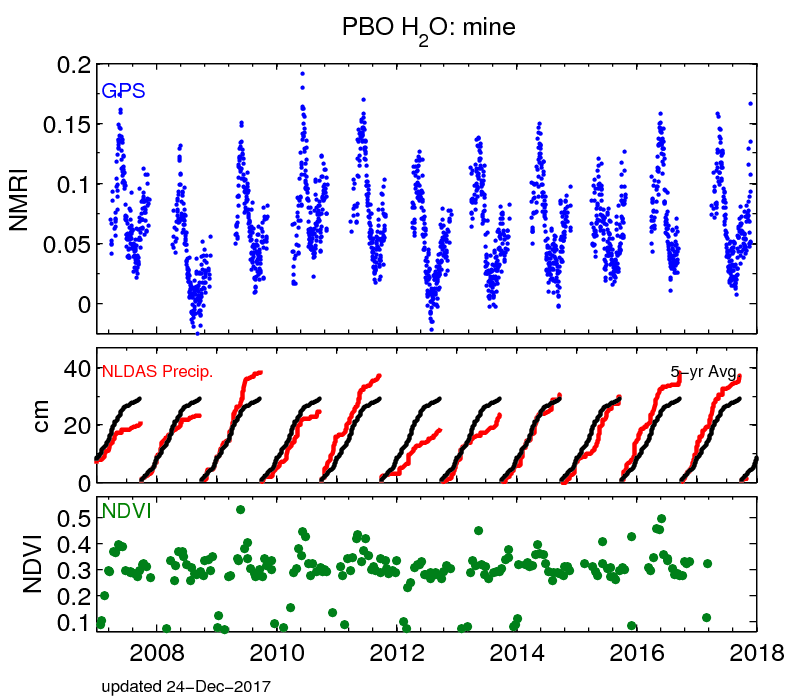 PBO H2O: mine
0.2
GPS
0.15
0.1
0.05
0
NMRI
NLDAS Precip.
5−yr Avg.
40
20
0
cm
NDVI
0.5
0.4
0.3
0.2
0.1
NDVI
2008 2010 2012 2014 2016 2018
updated 24−Dec−2017